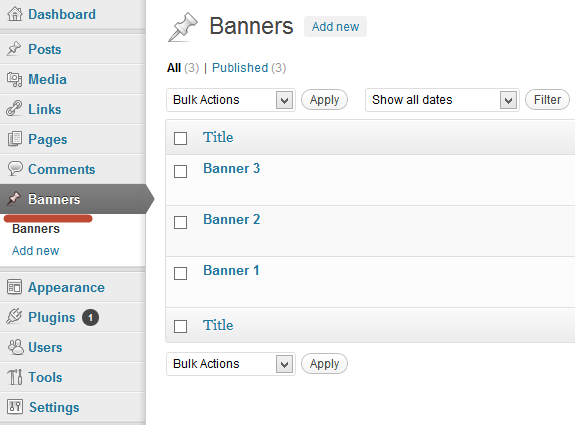 Dashboard
Posts
Media
Links
Pages
Comments
Banners
Banners
Add new
Appearance
Plugins 1
Users
Tools
Settings
Banners Add new
All (3) | Published (3)
Bulk Actions Apply Show all dates Filter
Title
Banner 3
Banner 2
Banner 1
Title
Bulk Actions Apply